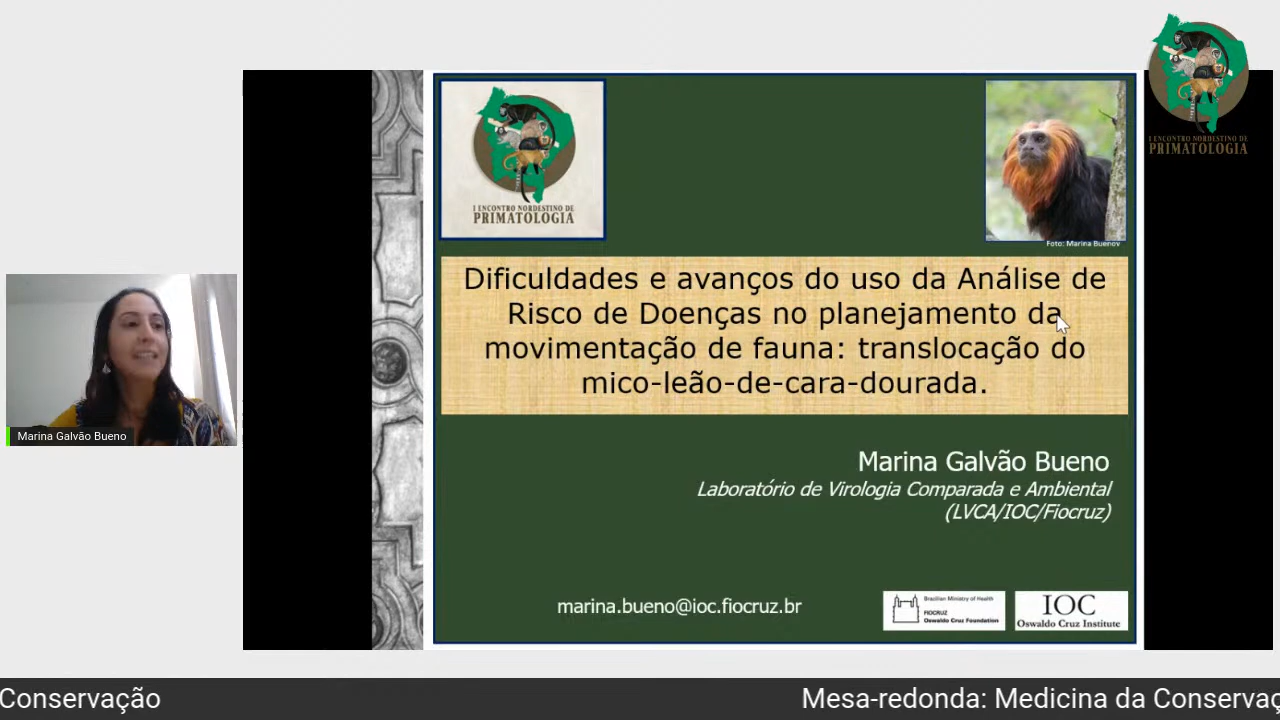 I ENCONTRO NORDESTINO DE
PRIMATOLOGIA
I ENCONTRO NORDESTINO DE
PRIMATOLOGIA
Foto: Marina Buenov
Dificuldades e avanços do uso da Análise de
Risco de Doenças no planejamento da
movimentação de fauna: translocação do
mico-leão-de-cara-dourada.
Marina Galvão Bueno
Marina Galvão Bueno
Laboratório de Virologia Comparada e Ambiental
(LVCA/IOC/Fiocruz)
marina.bueno@ioc.fiocruz.br
Brazilian Ministry of Health
FIOCRUZ
Oswaldo Cruz Foundation
IOC
Oswaldo Cruz Institute
Conservação
Mesa-redonda: Medicina da Conservaç